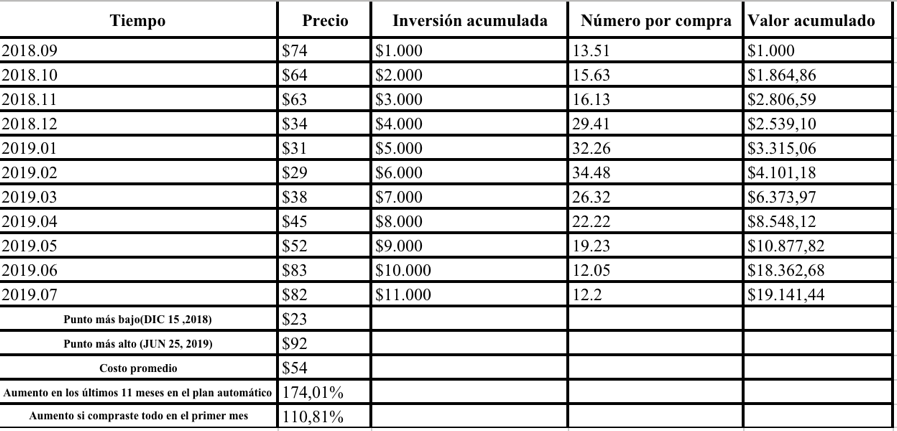 Tiempo Precio Inversión acumulada Número por compra Valor acumulado
2018.09 $74 $1.000 13.51 $1.000
2018.10 $64 $2.000 15.63 $1.864,86
2018.11 $63 $3.000 16.13 $2.806,59
2018.12 $34 $4.000 29.41 $2.539,10
2019.01 $31 $5.000 32.26 $3.315,06
2019.02 $29 $6.000 34.48 $4.101,18
2019.03 $38 $7.000 26.32 $6.373,97
2019.04 $45 $8.000 22.22 $8.548,12
2019.05 $52 $9.000 19.23 $10.877,82
2019.06 $83 $10.000 12.05 $18.362,68
2019.07 $82 $11.000 12.2 $19.141,44
Punto más bajo(DIC 15 ,2018) $23
Punto más alto (JUN 25, 2019) $92
Costo promedio $54
Aumento en los últimos 11 meses en el plan automático 174,01%
Aumento si compraste todo en el primer mes 110,81%